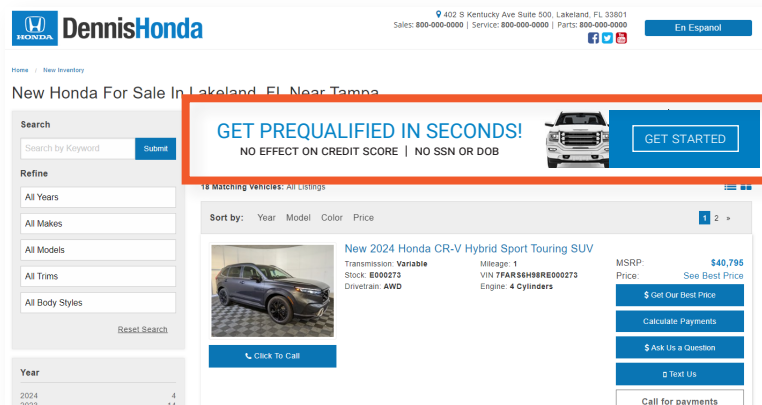 HONDA
DennisHonda
402 S Kentucky Ave Suite 500, Lakeland, FL 33801
Sales: 800-000-0000 | Service: 800-000-0000 | Parts: 800-000-0000
En Espanol
Home / New Inventory
New Honda For Sale In Lakeland, FL Near Tampa
GET PREQUALIFIED IN SECONDS!
NO EFFECT ON CREDIT SCORE | NO SSN OR DOB
GET STARTED
Search
Search by Keyword
Submit
Refine
All Years
All Makes
All Models
All Trims
All Body Styles
Reset Search
Year
2024 4
18 Matching Vehicles: All Listings
Sort by: Year Model Color Price
1 2 »
New 2024 Honda CR-V Hybrid Sport Touring SUV
Transmission: Variable
Mileage: 1
Stock: E000273
VIN 7FARS6H98RE000273
Drivetrain: AWD
Engine: 4 Cylinders
Click To Call
MSRP: $40,795
Price: See Best Price
$ Get Our Best Price
Calculate Payments
$ Ask Us a Question
Text Us
Call for payments